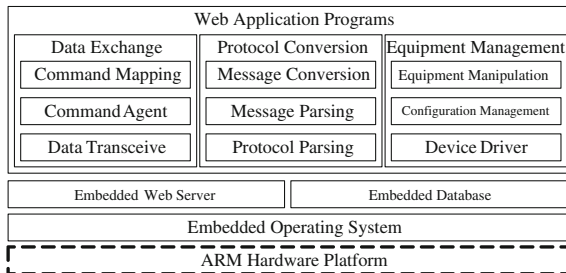 Web Application Programs
Data Exchange
Command Mapping
Command Agent
Data Transceive
Protocol Conversion
Message Conversion
Message Parsing
Protocol Parsing
Equipment Management
Equipment Manipulation
Configuration Management
Device Driver
Embedded Web Server
Embedded Database
Embedded Operating System
ARM Hardware Platform